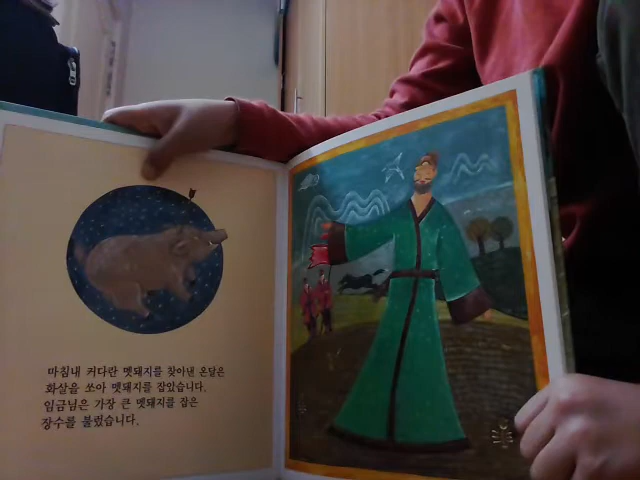 마침내 커다란 멧돼지를 찾아낸 온달은
화살을 쏘아 멧돼지를 잡았습니다.
임금님은 가장 큰 멧돼지를 잡은
장수를 불렀습니다.